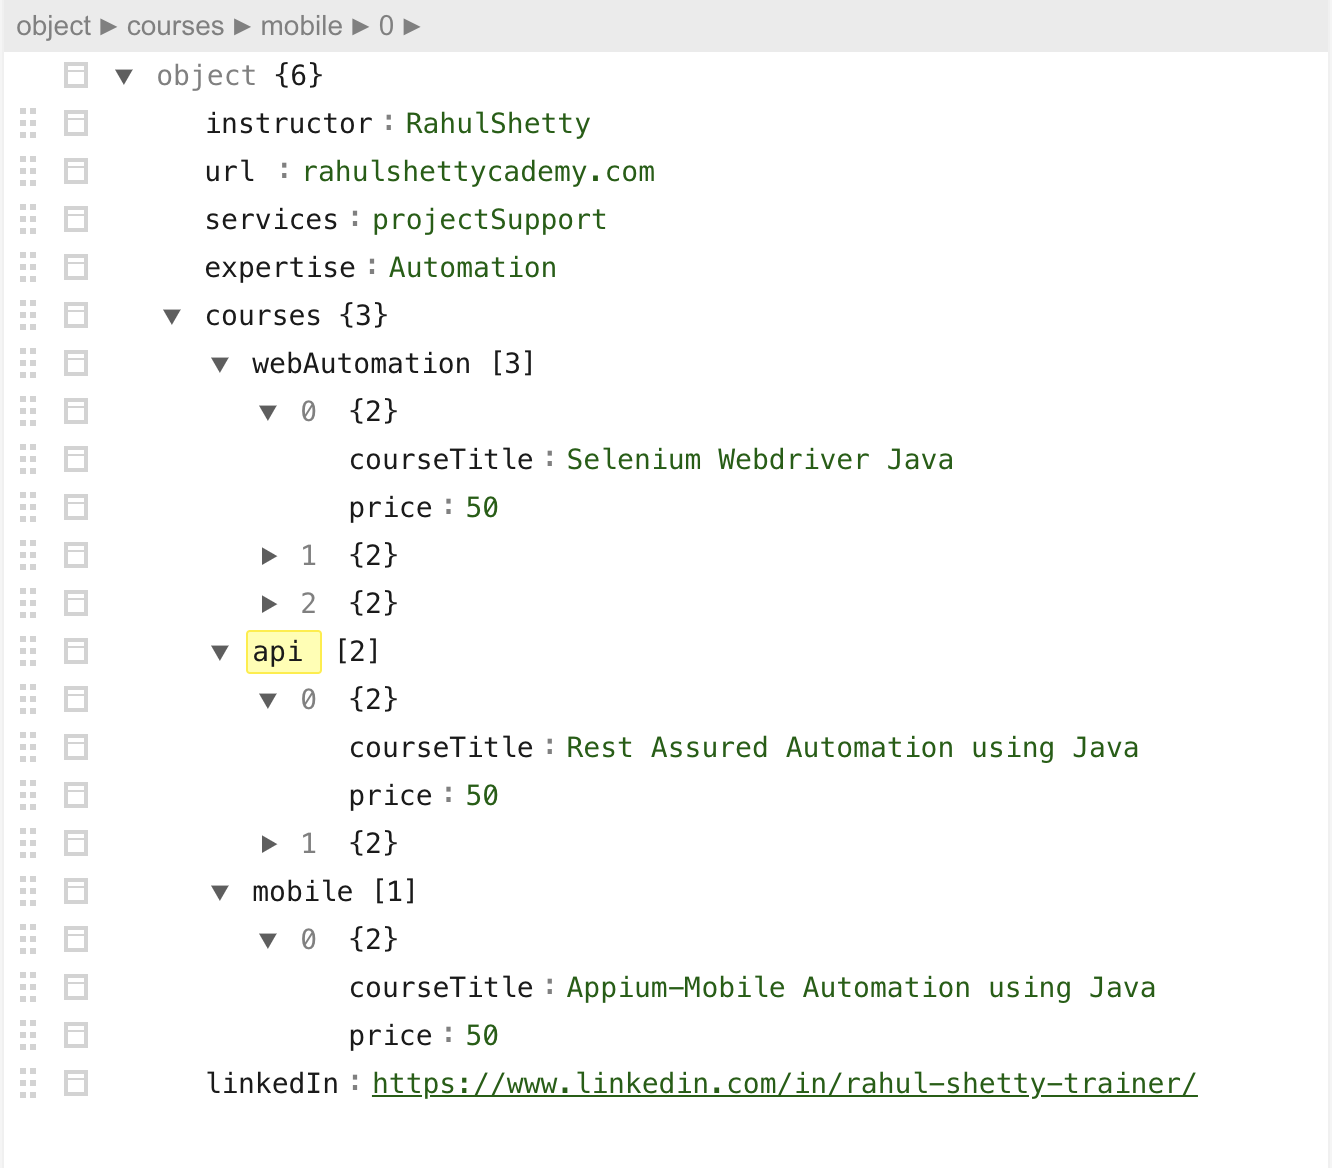 object ▶ courses ▶ mobile ▶ 0 ▶
object {6}
instructor : RahulShetty
url : rahulshettycademy.com
services : projectSupport
expertise : Automation
courses {3}
webAutomation [3]
0 {2}
courseTitle : Selenium Webdriver Java
price : 50
1 {2}
2 {2}
api [2]
0 {2}
courseTitle : Rest Assured Automation using Java
price : 50
1 {2}
mobile [1]
0 {2}
courseTitle : Appium-Mobile Automation using Java
price : 50
linkedIn : https://www.linkedin.com/in/rahul-shetty-trainer/